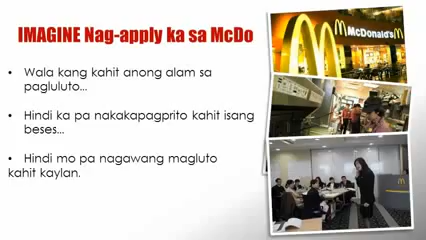 IMAGINE Nag-apply ka sa McDo
McDonald's
• Wala kang kahit anong alam sa
pagluluto...
• Hindi ka pa nakakapagprito kahit isang
beses...
• Hindi mo pa nagawang magluto
kahit kaylan.